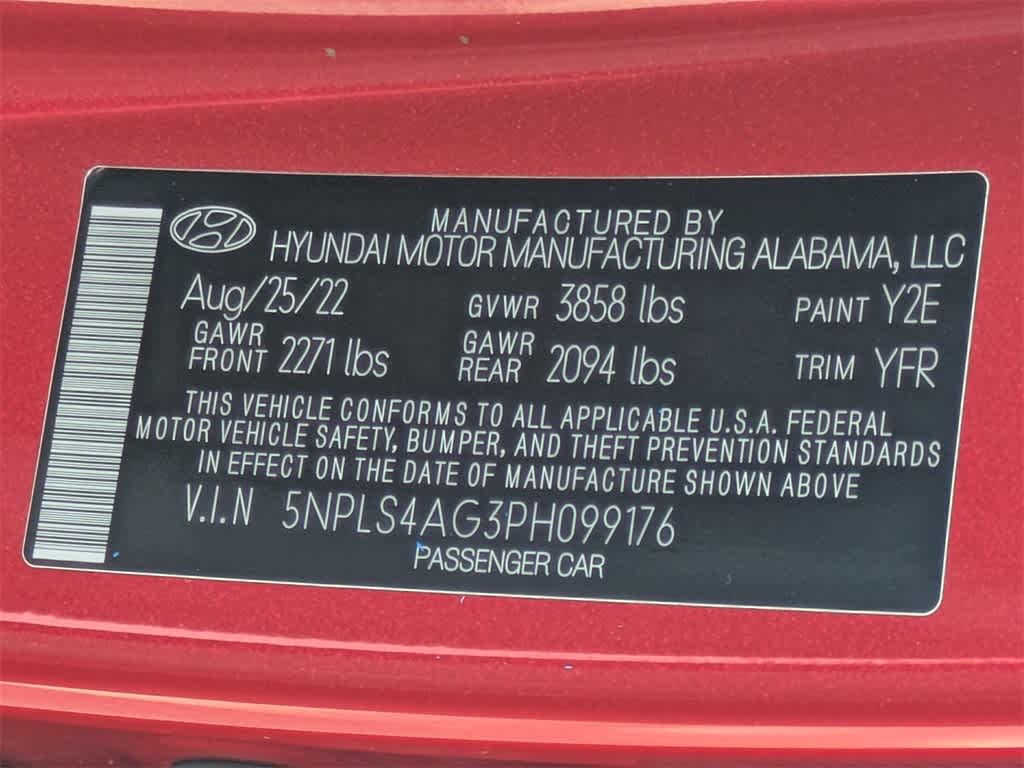 MANUFACTURED BY
HYUNDAI MOTOR MANUFACTURING ALABAMA, LLC
Aug/25/22 GVWR 3858 lbs PAINT Y2E
GAWR FRONT 2271 lbs GAWR REAR 2094 lbs TRIM YFR
THIS VEHICLE CONFORMS TO ALL APPLICABLE U.S.A. FEDERAL
MOTOR VEHICLE SAFETY, BUMPER, AND THEFT PREVENTION STANDARDS
IN EFFECT ON THE DATE OF MANUFACTURE SHOWN ABOVE
V.I.N 5NPLS4AG3PH099176
PASSENGER CAR